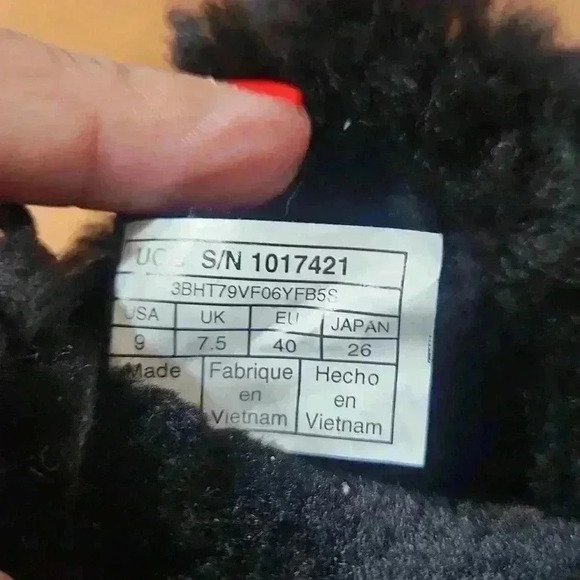 S/N 1017421
3BHT79VF06YFB5S
USA UK EU JAPAN
9 7.5 40 26
Made Fabrique Hecho
en en
Vietnam Vietnam